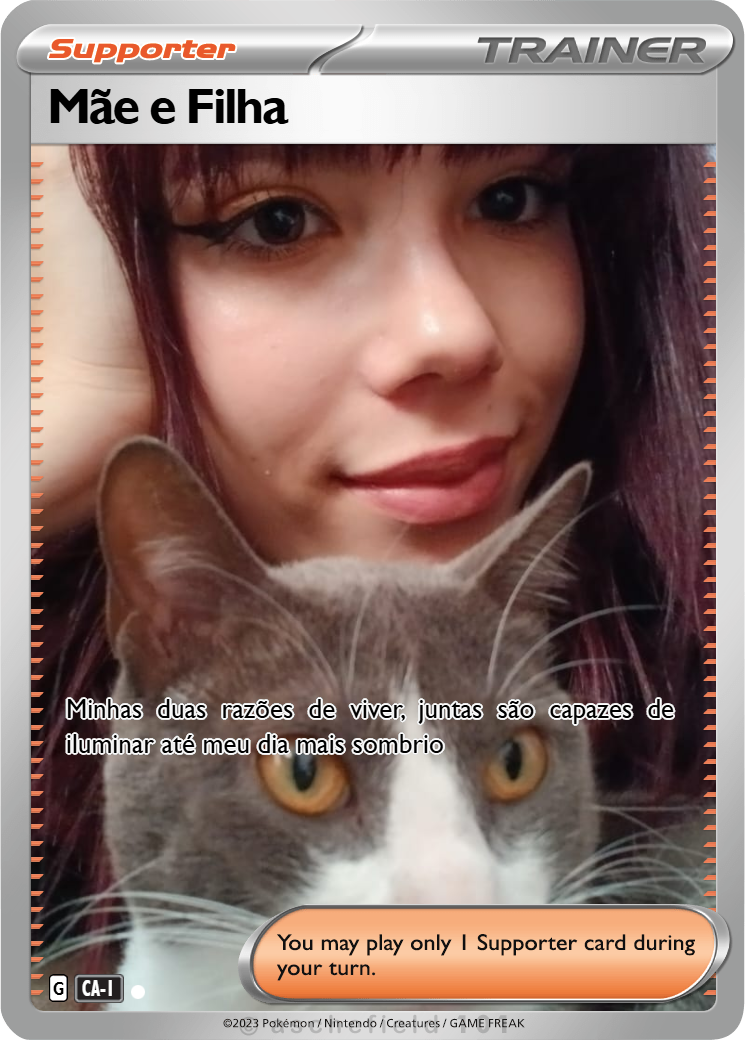 Supporter
TRAINER
Mãe e Filha
Minhas duas razões de viver, juntas são capazes de
iluminar até meu dia mais sombrio
You may play only 1 Supporter card during
your turn.
G CA-I
©2023 Pokémon / Nintendo / Creatures / GAME FREAK